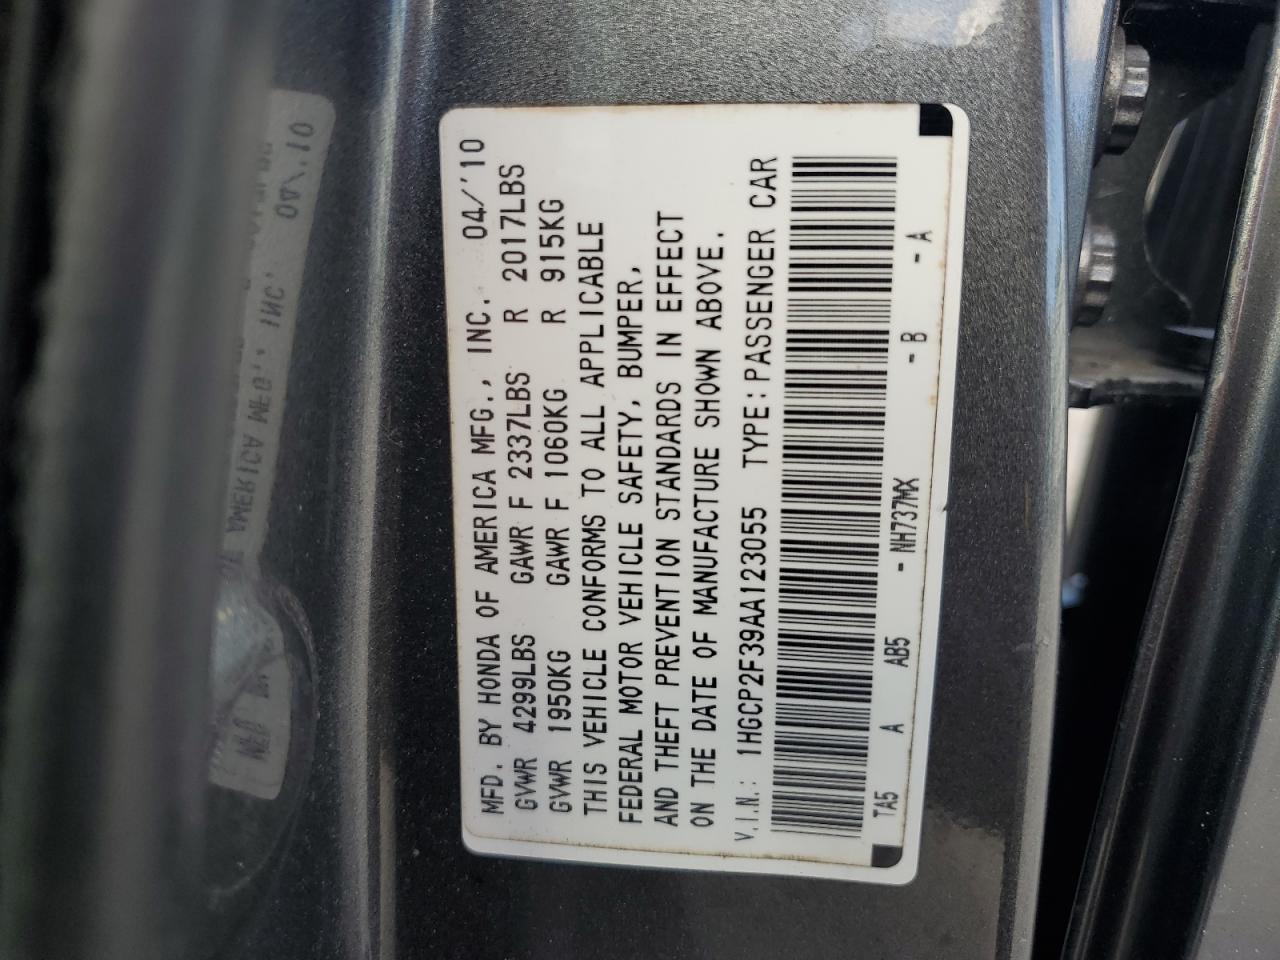 MFD. BY HONDA OF AMERICA MFG., INC. 04/'10
GVWR 4299LBS GAWR F 2337LBS R 2017LBS
GVWR 1950KG GAWR F 1060KG R 915KG
THIS VEHICLE CONFORMS TO ALL APPLICABLE
FEDERAL MOTOR VEHICLE SAFETY, BUMPER,
AND THEFT PREVENTION STANDARDS IN EFFECT
ON THE DATE OF MANUFACTURE SHOWN ABOVE.
V.I.N.: 1HGCP2F39AA123055 TYPE:PASSENGER CAR
TA5 A AB5 - NH737MX - B - A